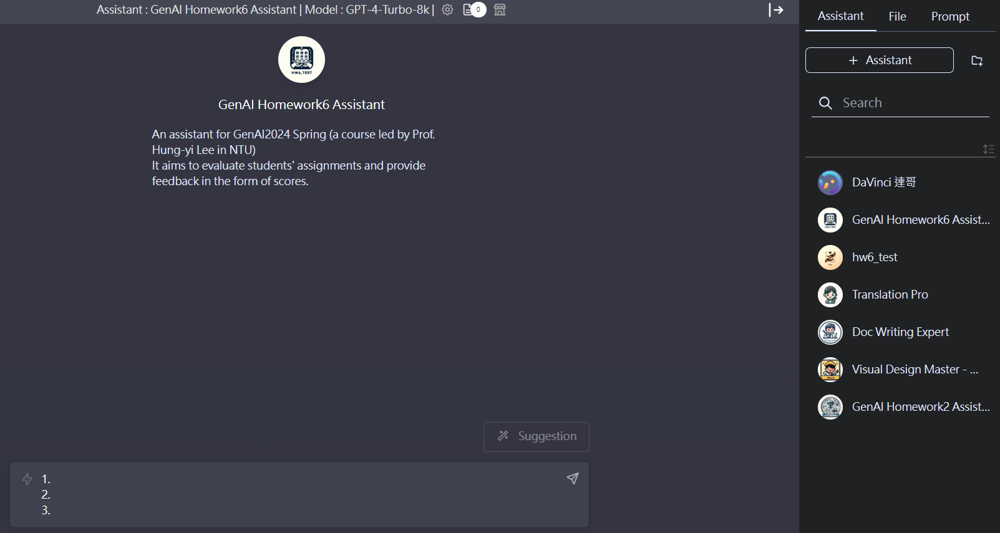 Assistant : GenAI Homework6 Assistant | Model : GPT-4-Turbo-8k |
0
HW6_TEST
GenAI Homework6 Assistant
An assistant for GenAI2024 Spring (a course led by Prof.
Hung-yi Lee in NTU)
It aims to evaluate students' assignments and provide
feedback in the form of scores.
Suggestion
1.
2.
3.
Assistant
File
Prompt
+ Assistant
Search
DaVinci 達哥
GenAI Homework6 Assist...
hw6_test
Translation Pro
Doc Writing Expert
Visual Design Master - ...
GenAI Homework2 Assist...